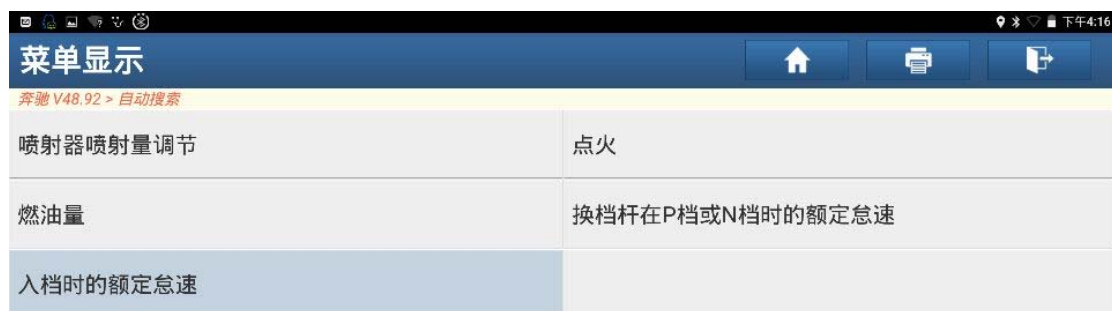 下午4:16
菜单显示
奔驰 V48.92 > 自动搜索
喷射器喷射量调节
点火
燃油量
换档杆在P档或N档时的额定怠速
入档时的额定怠速